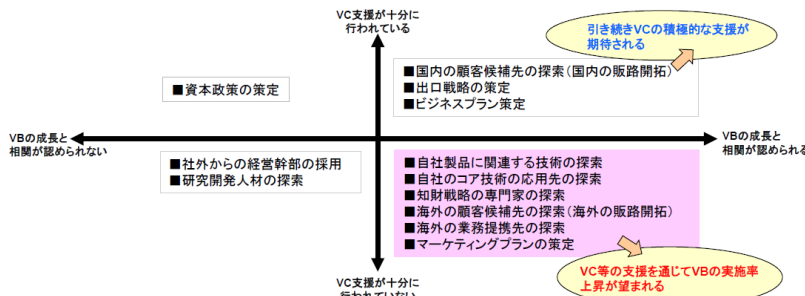 VC支援が十分に
行われている
引き続きVCの積極的な支援が
期待される
■資本政策の策定
■国内の顧客候補先の探索(国内の販路開拓)
■出口戦略の策定
■ビジネスプラン策定
VBの成長と
相関が認められない
VBの成長と
相関が認められる
■社外からの経営幹部の採用
■研究開発人材の探索
■自社製品に関連する技術の探索
■自社のコア技術の応用先の探索
■知財戦略の専門家の探索
■海外の顧客候補先の探索(海外の販路開拓)
■海外の業務提携先の探索
■マーケティングプランの策定
VC支援が十分に
行われていない
VC等の支援を通じてVBの実施率
上昇が望まれる